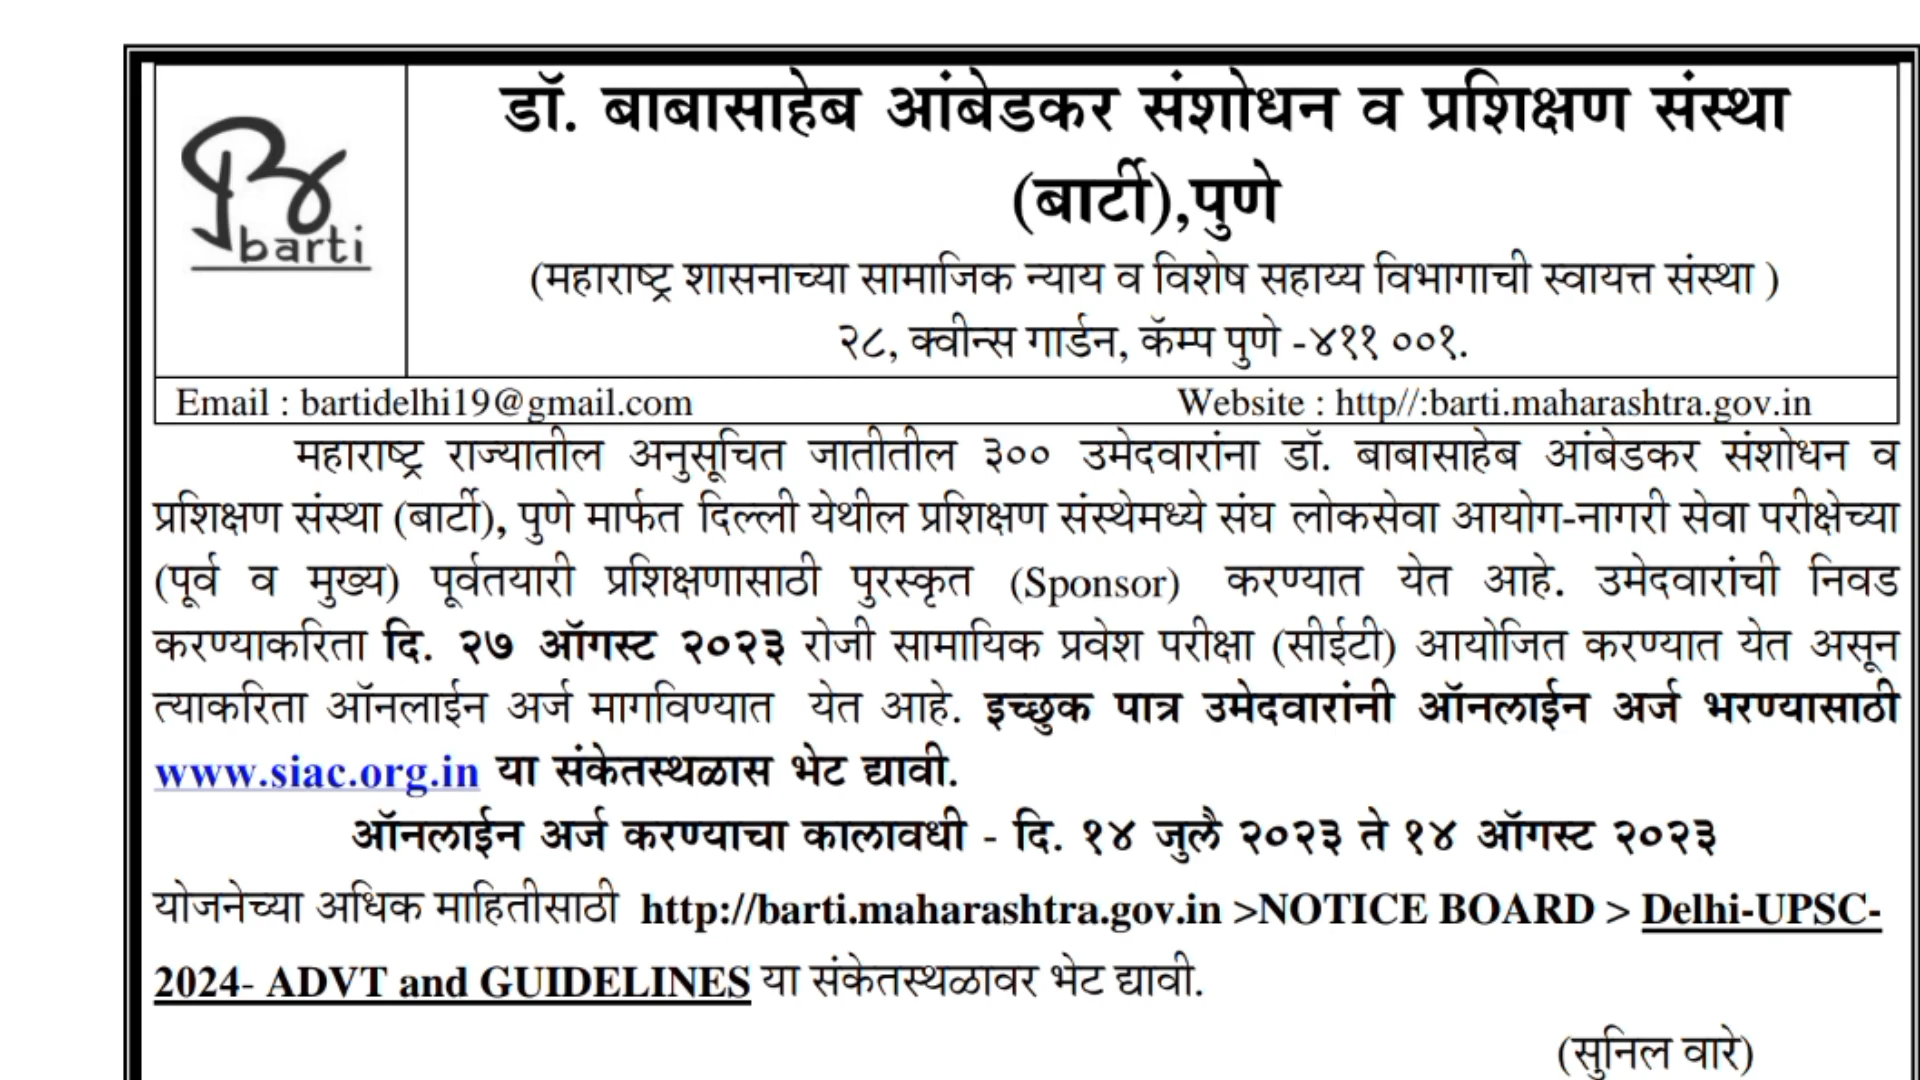 barti
डॉ. बाबासाहेब आंबेडकर संशोधन व प्रशिक्षण संस्था
(बार्टी),पुणे
(महाराष्ट्र शासनाच्या सामाजिक न्याय व विशेष सहाय्य विभागाची स्वायत्त संस्था )
२८, क्वीन्स गार्डन, कॅम्प पुणे -४११ ००१.
Email : bartidelhi19@gmail.com Website : http//:barti.maharashtra.gov.in
महाराष्ट्र राज्यातील अनुसूचित जातीतील ३०० उमेदवारांना डॉ. बाबासाहेब आंबेडकर संशोधन व
प्रशिक्षण संस्था (बार्टी), पुणे मार्फत दिल्ली येथील प्रशिक्षण संस्थेमध्ये संघ लोकसेवा आयोग-नागरी सेवा परीक्षेच्या
(पूर्व व मुख्य) पूर्वतयारी प्रशिक्षणासाठी पुरस्कृत (Sponsor) करण्यात येत आहे. उमेदवारांची निवड
करण्याकरिता दि. २७ ऑगस्ट २०२३ रोजी सामायिक प्रवेश परीक्षा (सीईटी) आयोजित करण्यात येत असून
त्याकरिता ऑनलाईन अर्ज मागविण्यात येत आहे. इच्छुक पात्र उमेदवारांनी ऑनलाईन अर्ज भरण्यासाठी
www.siac.org.in या संकेतस्थळास भेट द्यावी.
ऑनलाईन अर्ज करण्याचा कालावधी - दि. १४ जुलै २०२३ ते १४ ऑगस्ट २०२३
योजनेच्या अधिक माहितीसाठी http://barti.maharashtra.gov.in >NOTICE BOARD > Delhi-UPSC-
2024- ADVT and GUIDELINES या संकेतस्थळावर भेट द्यावी.
(सुनिल वारे)